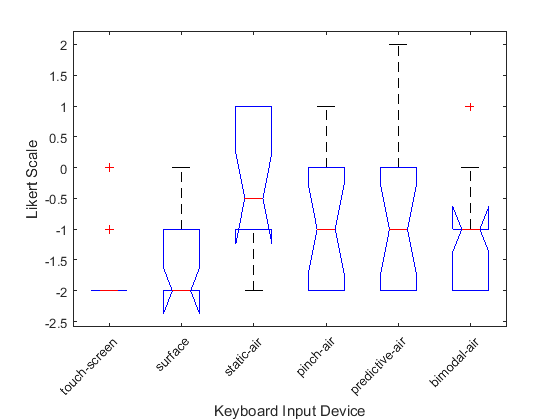 2
1.5
1
0.5
0
-0.5
-1
-1.5
-2
-2.5
Likert Scale
touch-screen
surface
static-air
pinch-air
predictive-air
bimodal-air
Keyboard Input Device